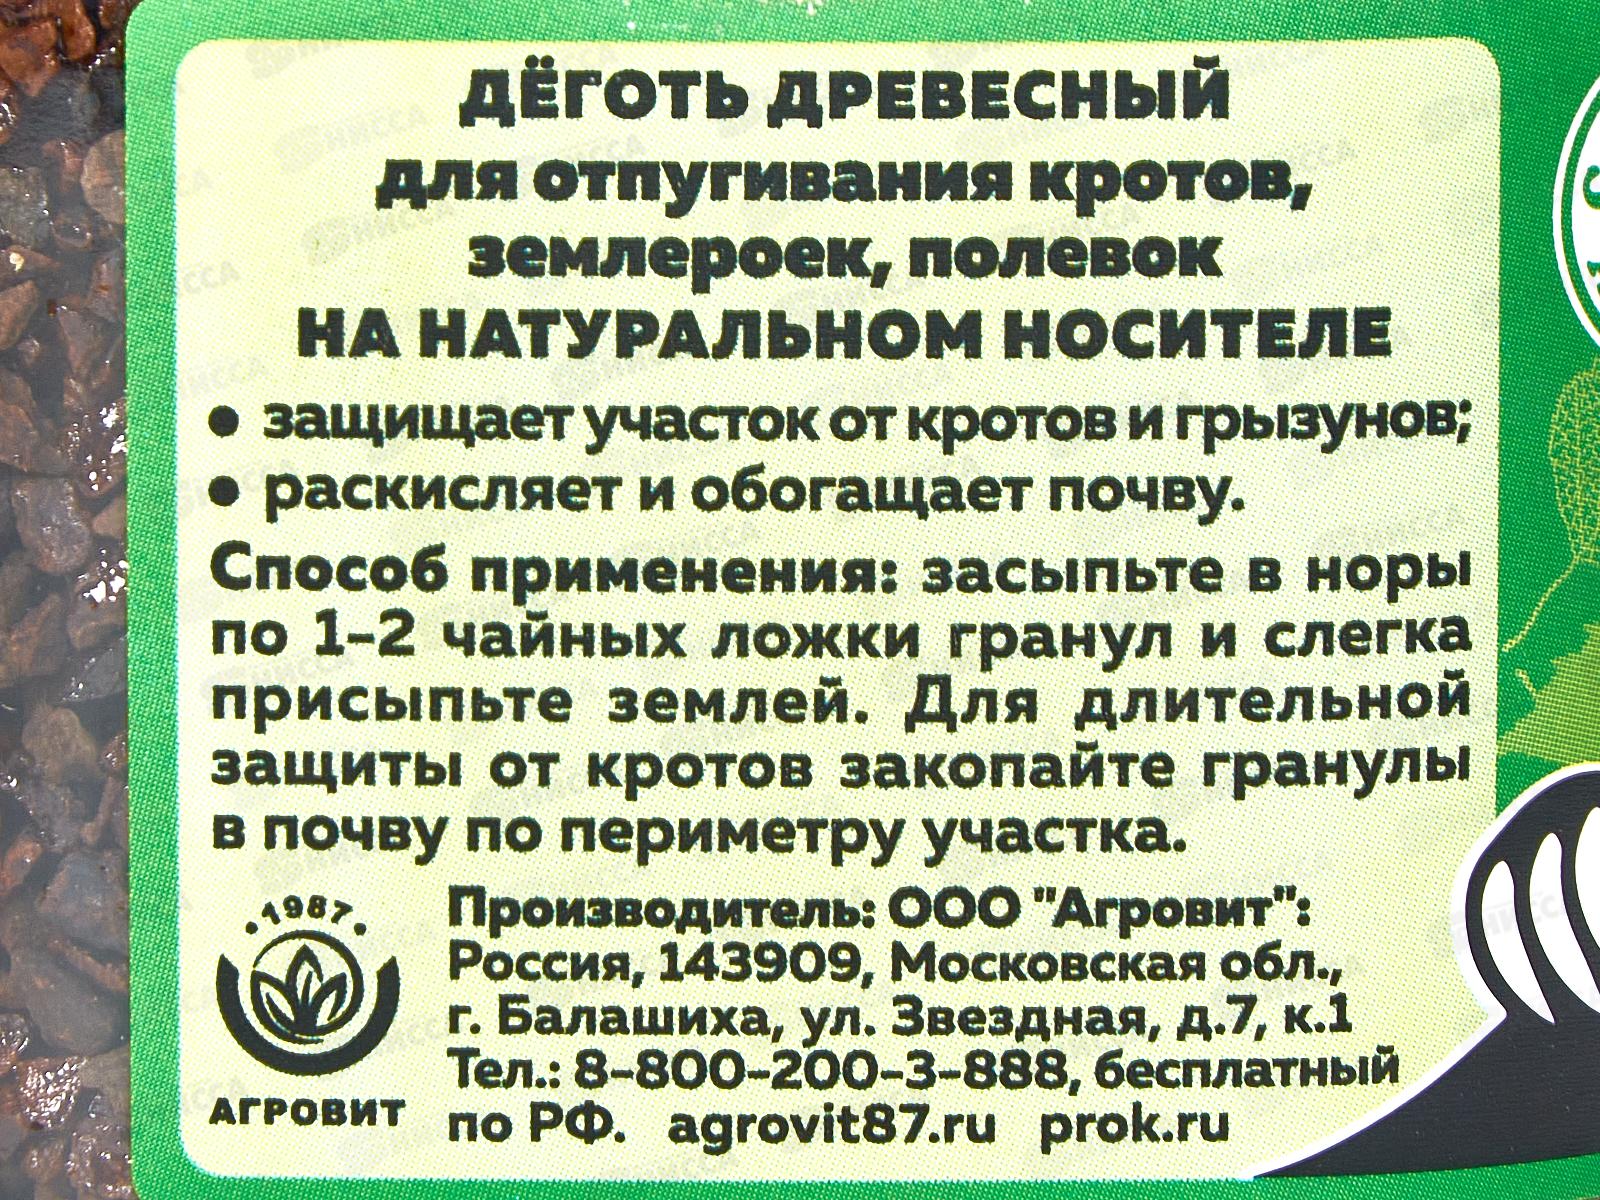 ДЁГОТЬ ДРЕВЕСНЫЙ
для отпугивания кротов,
землероек, полевок
НА НАТУРАЛЬНОМ НОСИТЕЛЕ
• защищает участок от кротов и грызунов;
• раскисляет и обогащает почву.
Способ применения: засыпьте в норы
по 1-2 чайных ложки гранул и слегка
присыпьте землей. Для длительной
защиты от кротов закопайте гранулы
в почву по периметру участка.
Производитель: ООО "Агровит":
Россия, 143909, Московская обл.,
г. Балашиха, ул. Звездная, д.7, к.1
Тел.: 8-800-200-3-888, бесплатный
по РФ. agrovit87.ru prok.ru
•1987•
АГРОВИТ
НИССА